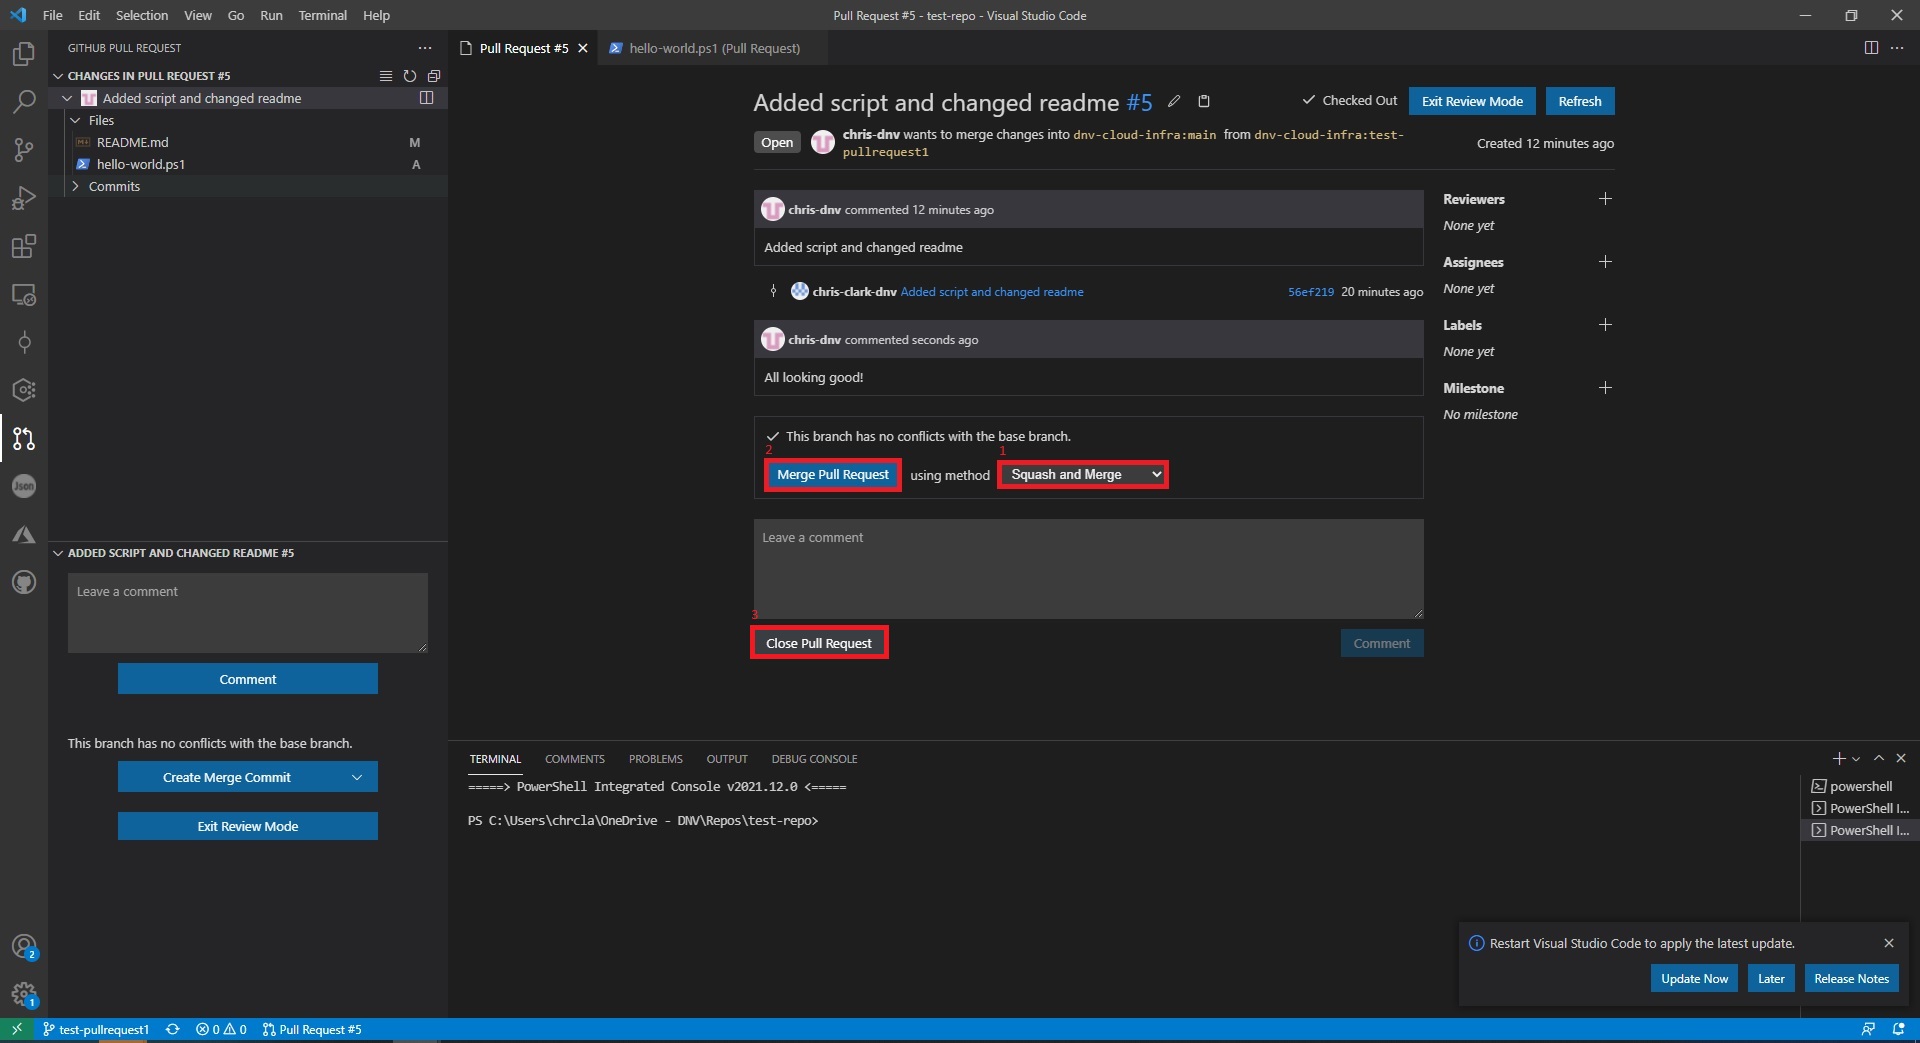 File Edit Selection View Go Run Terminal Help
Pull Request #5 - test-repo - Visual Studio Code
GITHUB PULL REQUEST
CHANGES IN PULL REQUEST #5
Added script and changed readme
Files
README.md M
hello-world.ps1 A
Commits
Json
ADDED SCRIPT AND CHANGED README #5
Leave a comment
Comment
This branch has no conflicts with the base branch.
Create Merge Commit
Exit Review Mode
2
1
Pull Request #5
hello-world.ps1 (Pull Request)
Added script and changed readme #5
Checked Out
Exit Review Mode
Refresh
Open
chris-dnv wants to merge changes into dnv-cloud-infra:main from dnv-cloud-infra:test-
pullrequest1
Created 12 minutes ago
chris-dnv commented 12 minutes ago
Added script and changed readme
chris-clark-dnv Added script and changed readme 56ef219 20 minutes ago
chris-dnv commented seconds ago
All looking good!
This branch has no conflicts with the base branch.
2
1
Merge Pull Request using method Squash and Merge
Leave a comment
3
Close Pull Request
Comment
Reviewers
None yet
Assignees
None yet
Labels
None yet
Milestone
No milestone
TERMINAL COMMENTS PROBLEMS OUTPUT DEBUG CONSOLE
=====> PowerShell Integrated Console v2021.12.0 <=====
PS C:\Users\chrcla\OneDrive - DNV\Repos\test-repo>
powershell
PowerShell I...
PowerShell I...
Restart Visual Studio Code to apply the latest update.
Update Now Later Release Notes
test-pullrequest1 0 0 Pull Request #5